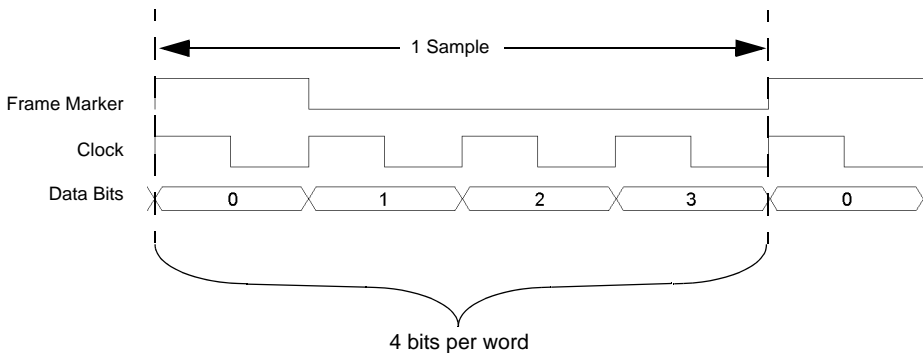 1 Sample
Frame Marker
Clock
Data Bits
0 1 2 3 0
4 bits per word